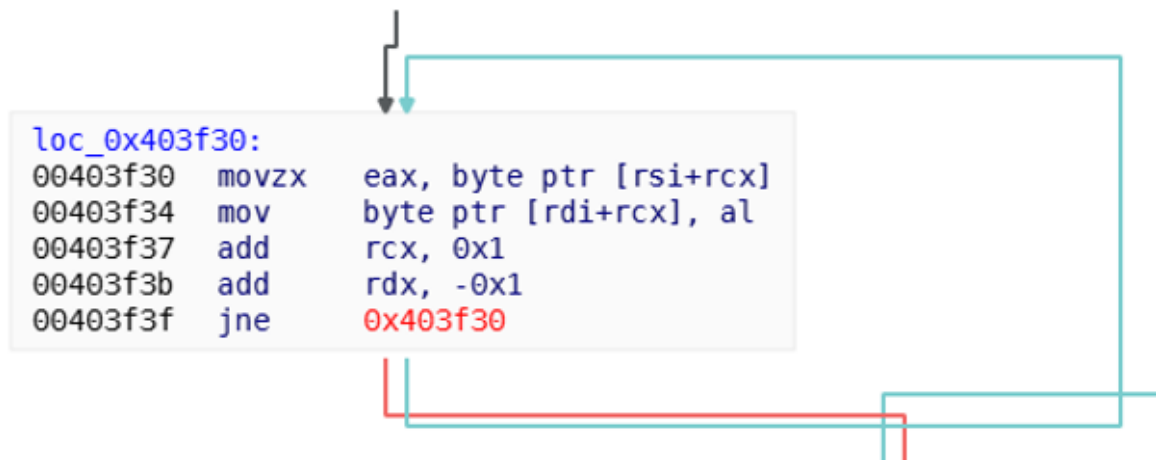 loc_0x403f30:
00403f30 movzx eax, byte ptr [rsi+rcx]
00403f34 mov byte ptr [rdi+rcx], al
00403f37 add rcx, 0x1
00403f3b add rdx, -0x1
00403f3f jne 0x403f30